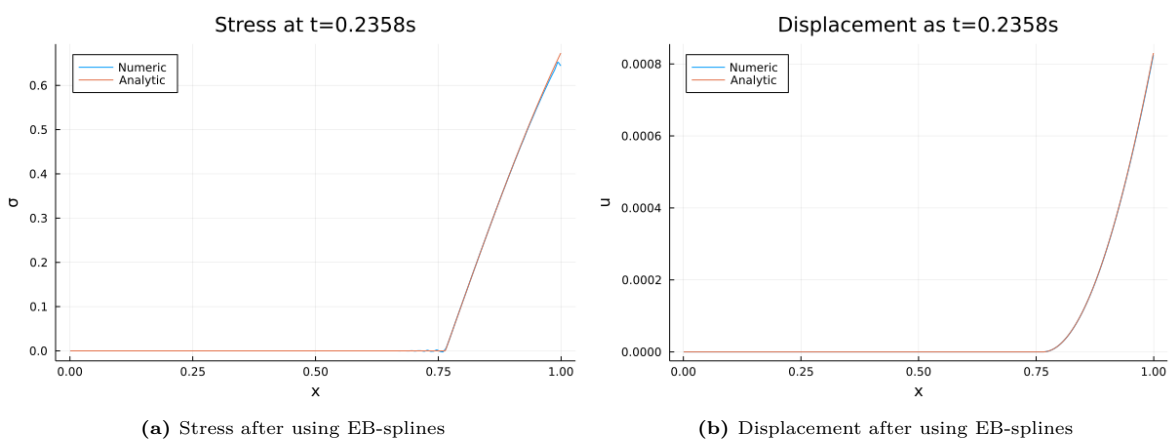 Stress at t=0.2358s
Numeric
Analytic
σ
0.6
0.5
0.4
0.3
0.2
0.1
0.0
0.00 0.25 0.50 0.75 1.00
x
(a) Stress after using EB-splines
Displacement as t=0.2358s
Numeric
Analytic
u
0.0008
0.0006
0.0004
0.0002
0.0000
0.00 0.25 0.50 0.75 1.00
x
(b) Displacement after using EB-splines